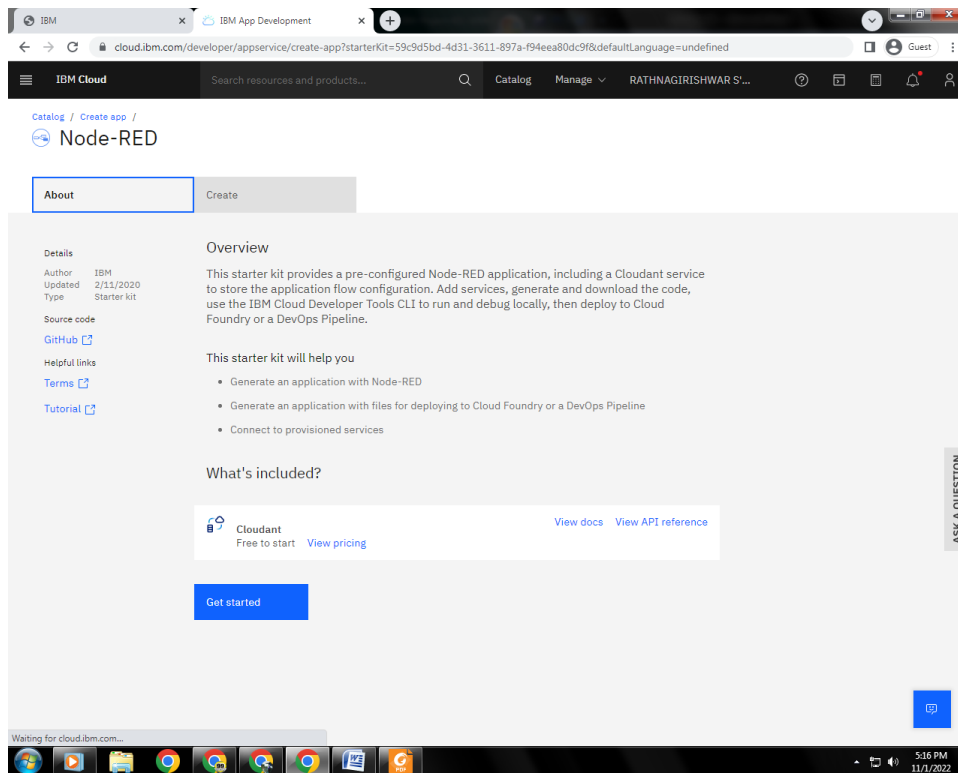 IBM
IBM App Development
cloud.ibm.com/developer/appservice/create-app?starterKit=59c9d5bd-4d31-3611-897a-f94eea80dc9f&defaultLanguage=undefined
Guest
IBM Cloud
Search resources and products...
Catalog
Manage
RATHNAGIRISHWAR S'...
Catalog / Create app /
Node-RED
About
Create
Details
Author IBM
Updated 2/11/2020
Type Starter kit
Source code
GitHub
Helpful links
Terms
Tutorial
Overview
This starter kit provides a pre-configured Node-RED application, including a Cloudant service
to store the application flow configuration. Add services, generate and download the code,
use the IBM Cloud Developer Tools CLI to run and debug locally, then deploy to Cloud
Foundry or a DevOps Pipeline.
This starter kit will help you
• Generate an application with Node-RED
• Generate an application with files for deploying to Cloud Foundry or a DevOps Pipeline
• Connect to provisioned services
What's included?
Cloudant
Free to start View pricing
View docs View API reference
Get started
ASK A QUESTION
Waiting for cloud.ibm.com...
PDF
5:16 PM
11/1/2022